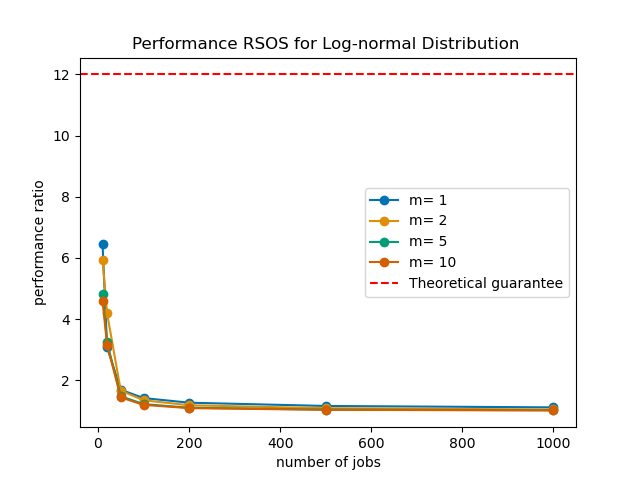 Performance RSOS for Log-normal Distribution
12
10
8
6
4
2
performance ratio
m= 1
m= 2
m= 5
m= 10
Theoretical guarantee
0 200 400 600 800 1000
number of jobs